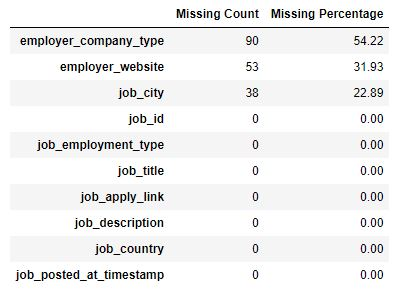 Missing Count Missing Percentage
employer_company_type 90 54.22
employer_website 53 31.93
job_city 38 22.89
job_id 0 0.00
job_employment_type 0 0.00
job_title 0 0.00
job_apply_link 0 0.00
job_description 0 0.00
job_country 0 0.00
job_posted_at_timestamp 0 0.00